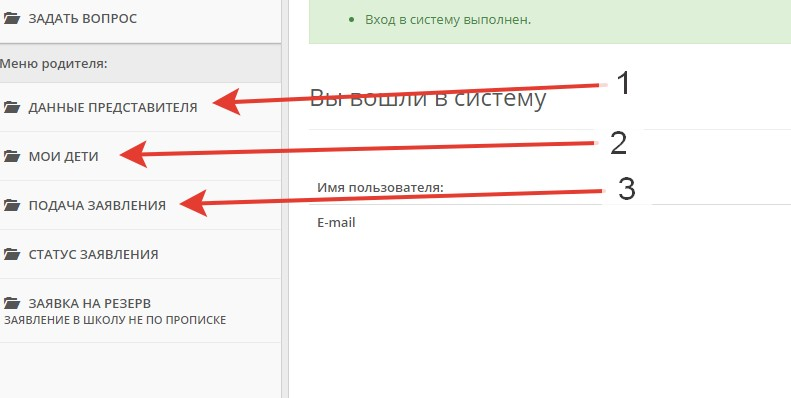 ЗАДАТЬ ВОПРОС
Меню родителя:
ДАННЫЕ ПРЕДСТАВИТЕЛЯ
МОИ ДЕТИ
ПОДАЧА ЗАЯВЛЕНИЯ
СТАТУС ЗАЯВЛЕНИЯ
ЗАЯВКА НА РЕЗЕРВ
ЗАЯВЛЕНИЕ В ШКОЛУ НЕ ПО ПРОПИСКЕ
Вход в систему выполнен.
1
Вы вошли в систему
2
Имя пользователя:
3
E-mail